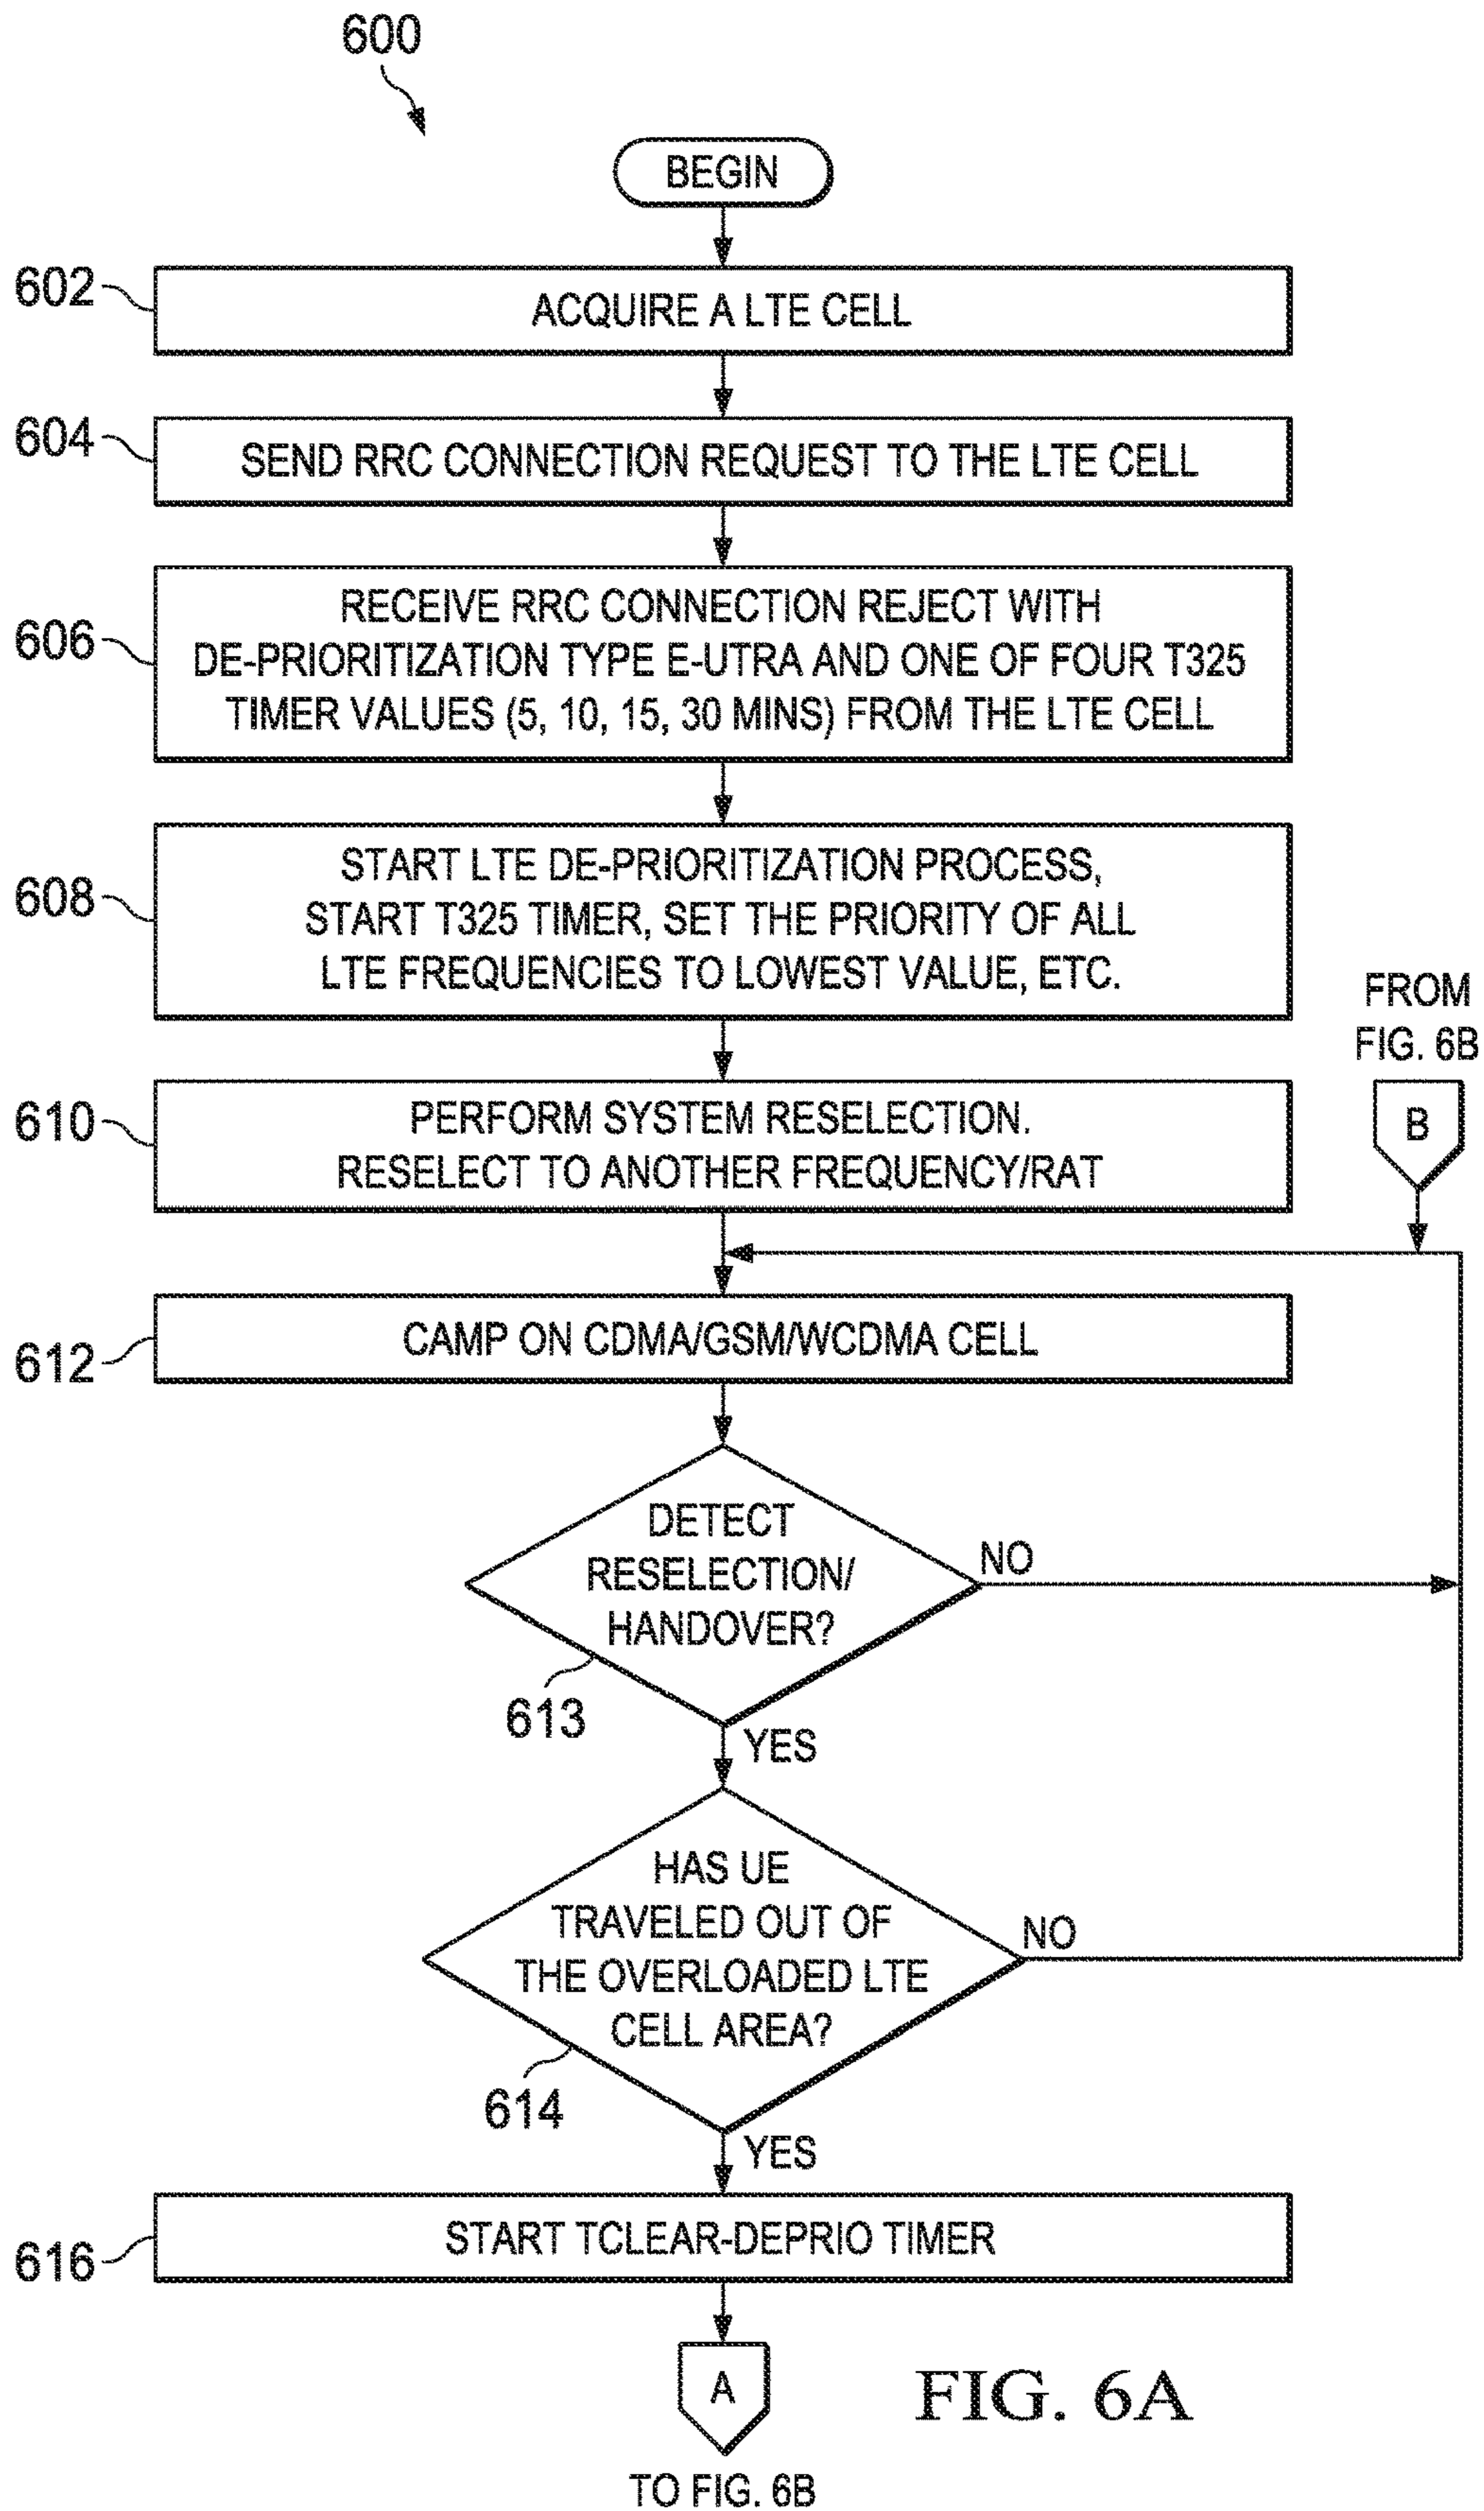 600
BEGIN
602
ACQUIRE A LTE CELL
604
SEND RRC CONNECTION REQUEST TO THE LTE CELL
606
RECEIVE RRC CONNECTION REJECT WITH
DE-PRIORITIZATION TYPE E-UTRA AND ONE OF FOUR T325
TIMER VALUES (5, 10, 15, 30 MINS) FROM THE LTE CELL
608
START LTE DE-PRIORITIZATION PROCESS,
START T325 TIMER, SET THE PRIORITY OF ALL
LTE FREQUENCIES TO LOWEST VALUE, ETC.
FROM
FIG. 6B
B
610
PERFORM SYSTEM RESELECTION.
RESELECT TO ANOTHER FREQUENCY/RAT
612
CAMP ON CDMA/GSM/WCDMA CELL
DETECT
RESELECTION/
HANDOVER?
NO
613
YES
HAS UE
TRAVELED OUT OF
THE OVERLOADED LTE
CELL AREA?
NO
614
YES
616
START TCLEAR-DEPRIO TIMER
A
TO FIG. 6B
FIG. 6A